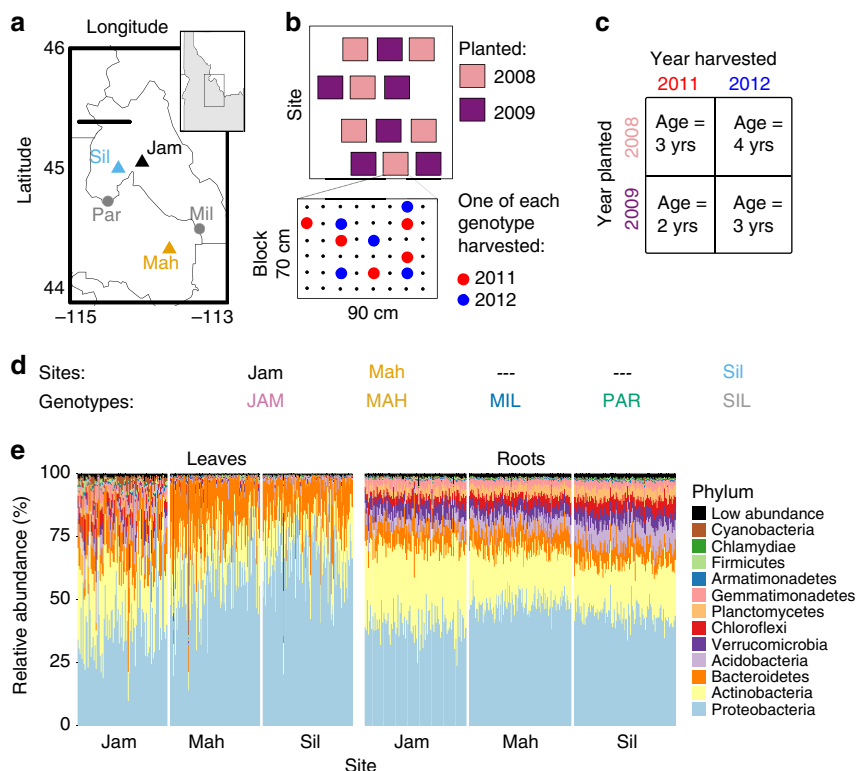 a
Longitude
46
45
44
Latitude
−115
−113
Sil
Jam
Par
Mil
Mah
b
Site
Planted:
2008
2009
Block
70 cm
90 cm
One of each
genotype
harvested:
2011
2012
c
Year harvested
2011 2012
Year planted
2008
2009
Age =
3 yrs
Age =
4 yrs
Age =
2 yrs
Age =
3 yrs
d
Sites: Jam Mah --- --- Sil
Genotypes: JAM MAH MIL PAR SIL
e
Leaves Roots
Relative abundance (%)
100
75
50
25
0
Jam Mah Sil Jam Mah Sil
Site
Phylum
Low abundance
Cyanobacteria
Chlamydiae
Firmicutes
Armatimonadetes
Gemmatimonadetes
Planctomycetes
Chloroflexi
Verrucomicrobia
Acidobacteria
Bacteroidetes
Actinobacteria
Proteobacteria